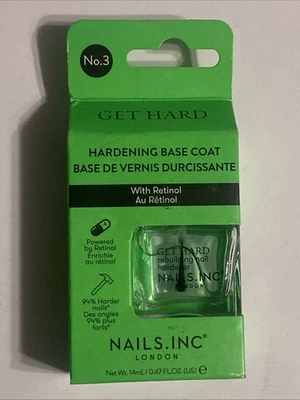 No.3
GET HARD
HARDENING BASE COAT
BASE DE VERNIS DURCISSANTE
With Retinol
Au Rétinol
Powered
by Retinol
Enrichie
au rétinol
94% Harder
nails*
Des ongles
94% plus
forts*
GET HARD
rebuilding nail
hardener
NAILS.INC
LONDON
NAILS.INC®
LONDON
Net Wt. 14mL / 0.47 FL.OZ. (US) ℮